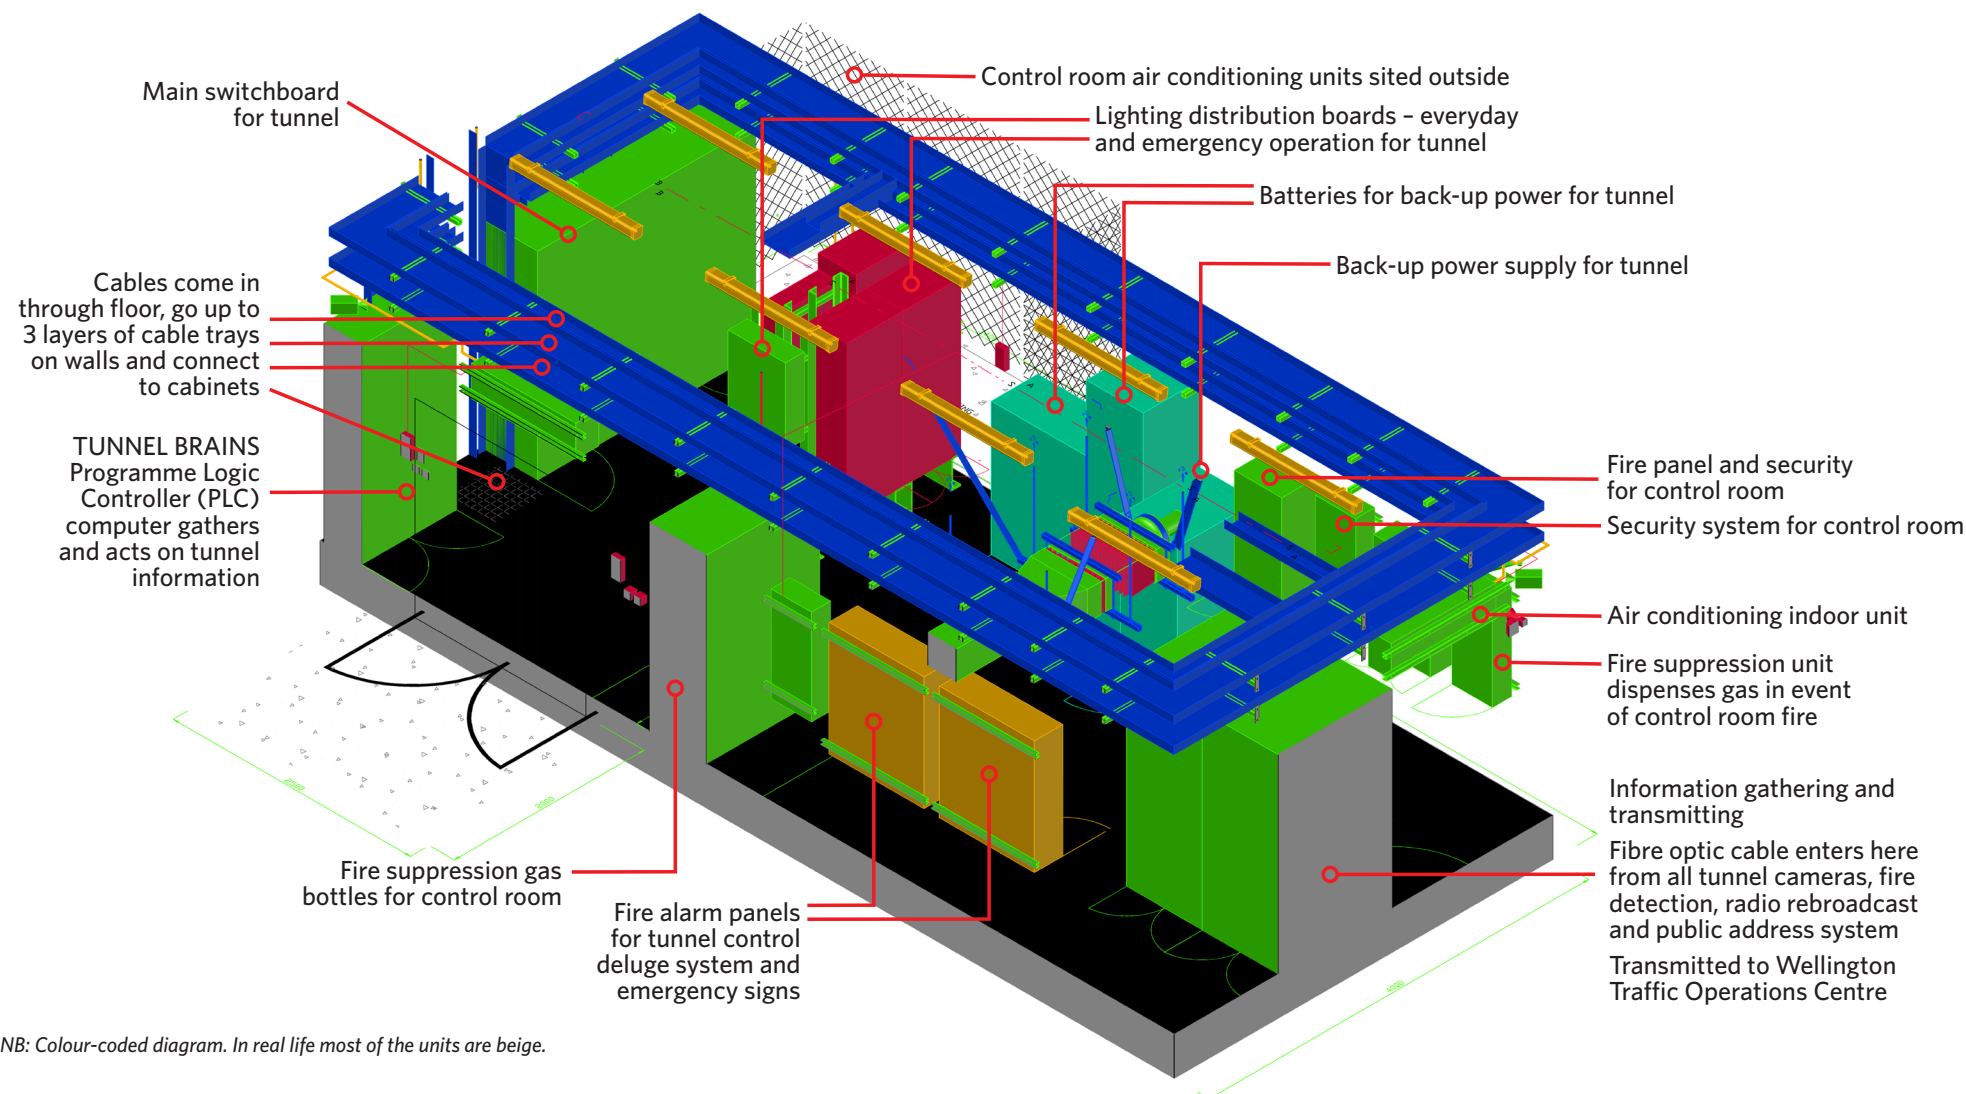 Main switchboard
for tunnel
Control room air conditioning units sited outside
Lighting distribution boards – everyday
and emergency operation for tunnel
Batteries for back-up power for tunnel
Back-up power supply for tunnel
Cables come in
through floor, go up to
3 layers of cable trays
on walls and connect
to cabinets
TUNNEL BRAINS
Programme Logic
Controller (PLC)
computer gathers
and acts on tunnel
information
Fire panel and security
for control room
Security system for control room
Air conditioning indoor unit
Fire suppression unit
dispenses gas in event
of control room fire
Information gathering and
transmitting
Fibre optic cable enters here
from all tunnel cameras, fire
detection, radio rebroadcast
and public address system
Transmitted to Wellington
Traffic Operations Centre
Fire suppression gas
bottles for control room
Fire alarm panels
for tunnel control
deluge system and
emergency signs
2500
2000
4000
NB: Colour-coded diagram. In real life most of the units are beige.